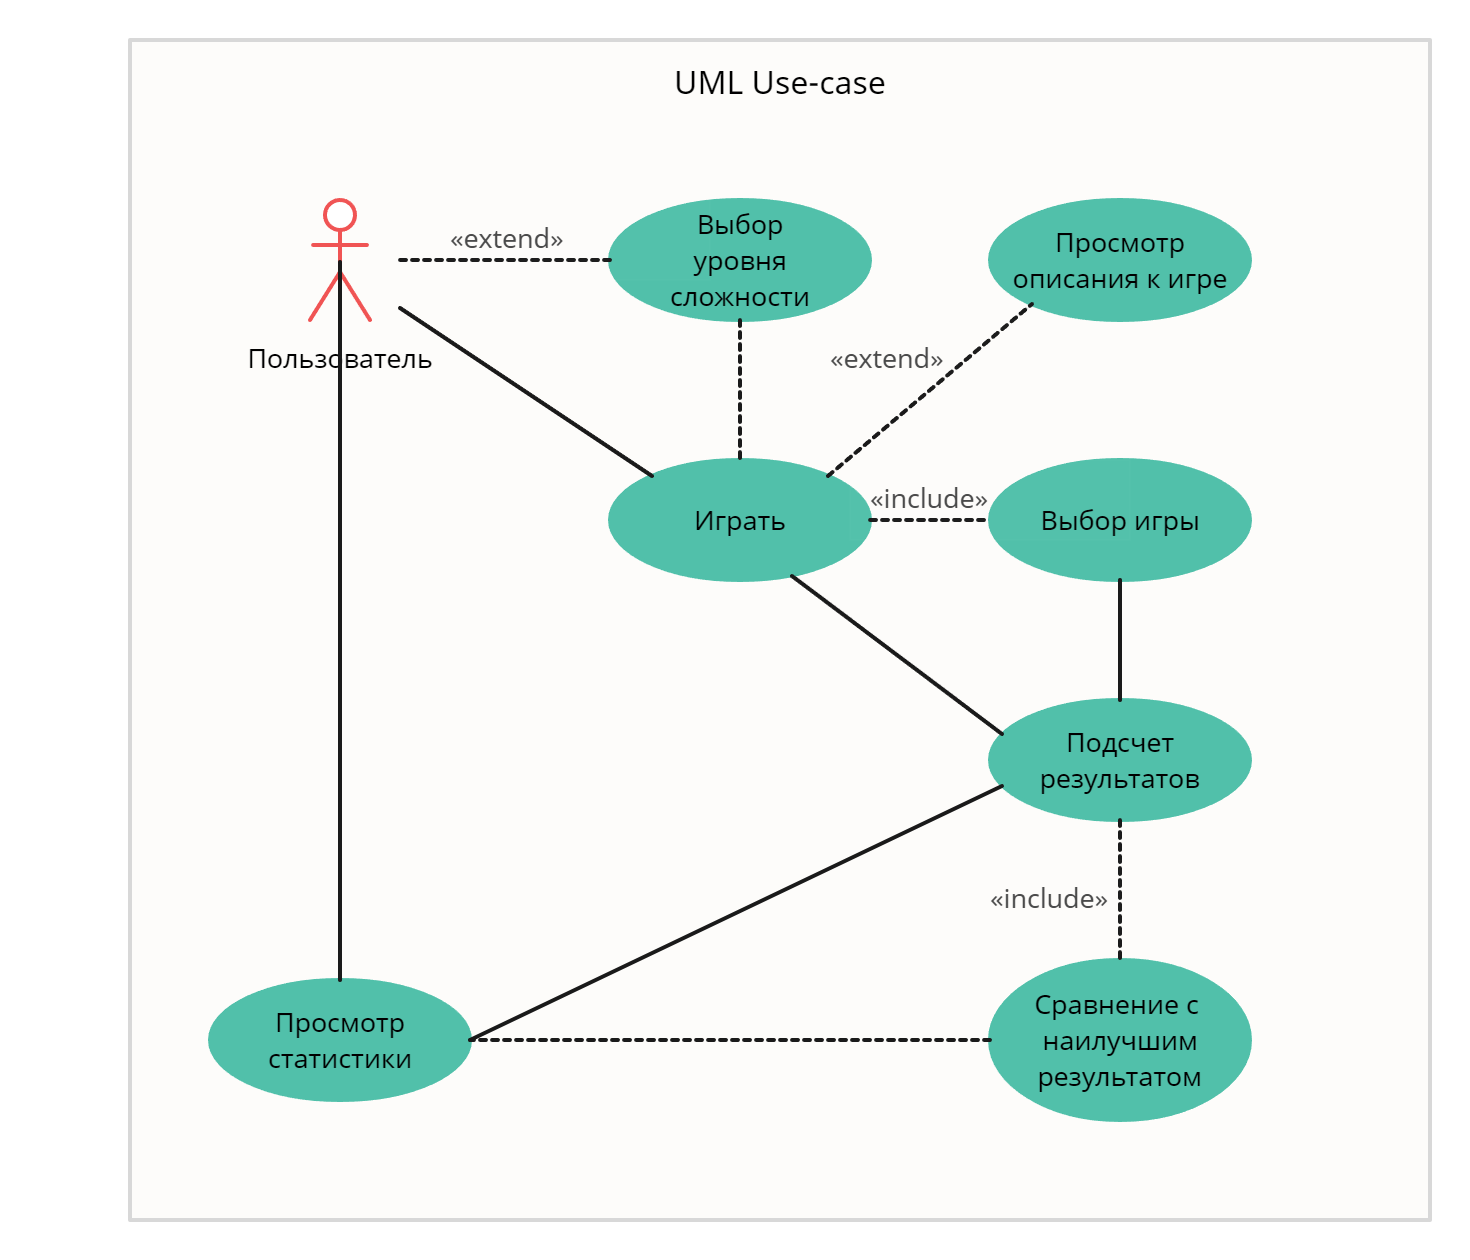 UML Use-case
«extend»
Выбор
уровня
сложности
Просмотр
описания к игре
Пользователь
«extend»
Играть
«include»
Выбор игры
Подсчет
результатов
«include»
Просмотр
статистики
Сравнение с
наилучшим
результатом